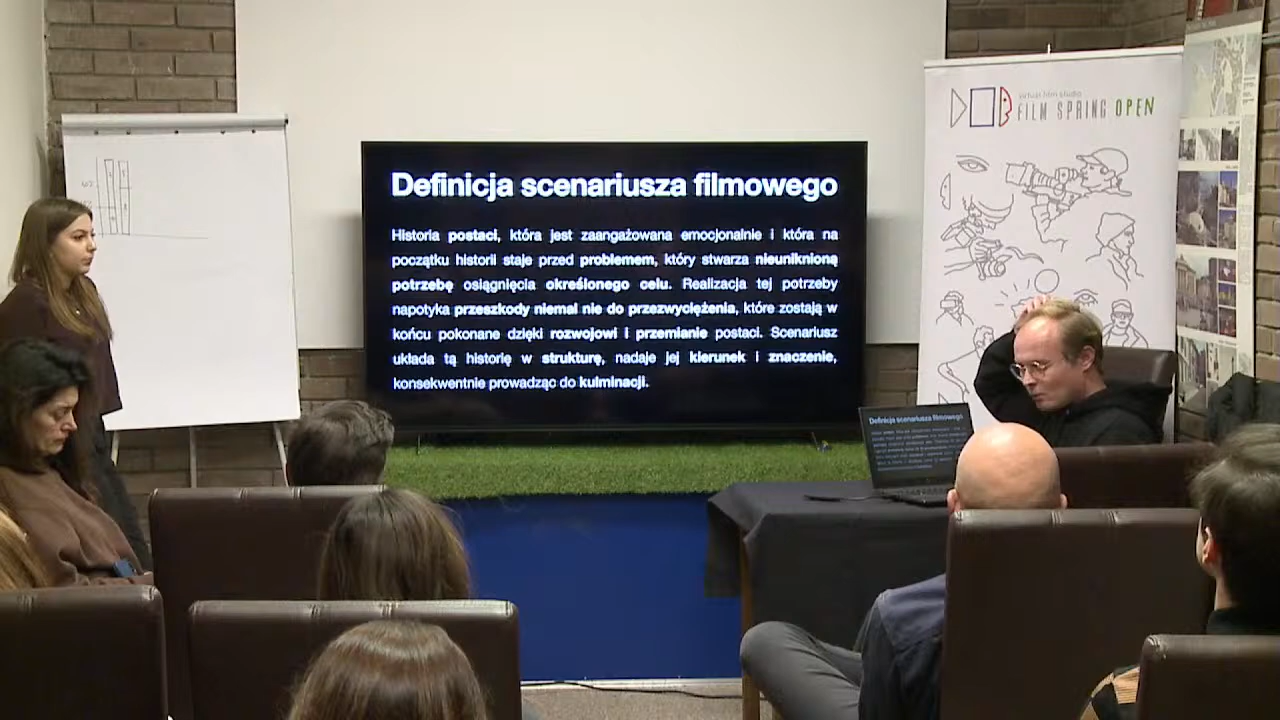 Definicja scenariusza filmowego
Historia postaci, która jest zaangażowana emocjonalnie i która na
początku historii staje przed problemem, który stwarza nieuniknioną
potrzebę osiągnięcia określonego celu. Realizacja tej potrzeby
napotyka przeszkody niemal nie do przezwyciężenia, które zostają w
końcu pokonane dzięki rozwojowi i przemianie postaci. Scenariusz
układa tą historię w strukturę, nadaje jej kierunek i znaczenie,
konsekwentnie prowadząc do kulminacji.
virtual film studio
FILM SPRING OPEN
Definicja scenariusza filmowego